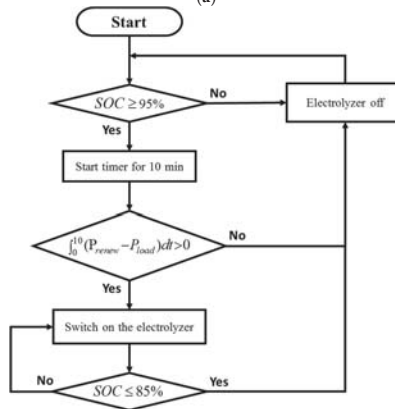 (a)
Start
SOC ≥ 95%
No
Electrolyzer off
Yes
Start timer for 10 min
∫₀¹⁰(P_renew − P_load)dt>0
No
Yes
Switch on the electrolyzer
No
SOC ≤ 85%
Yes